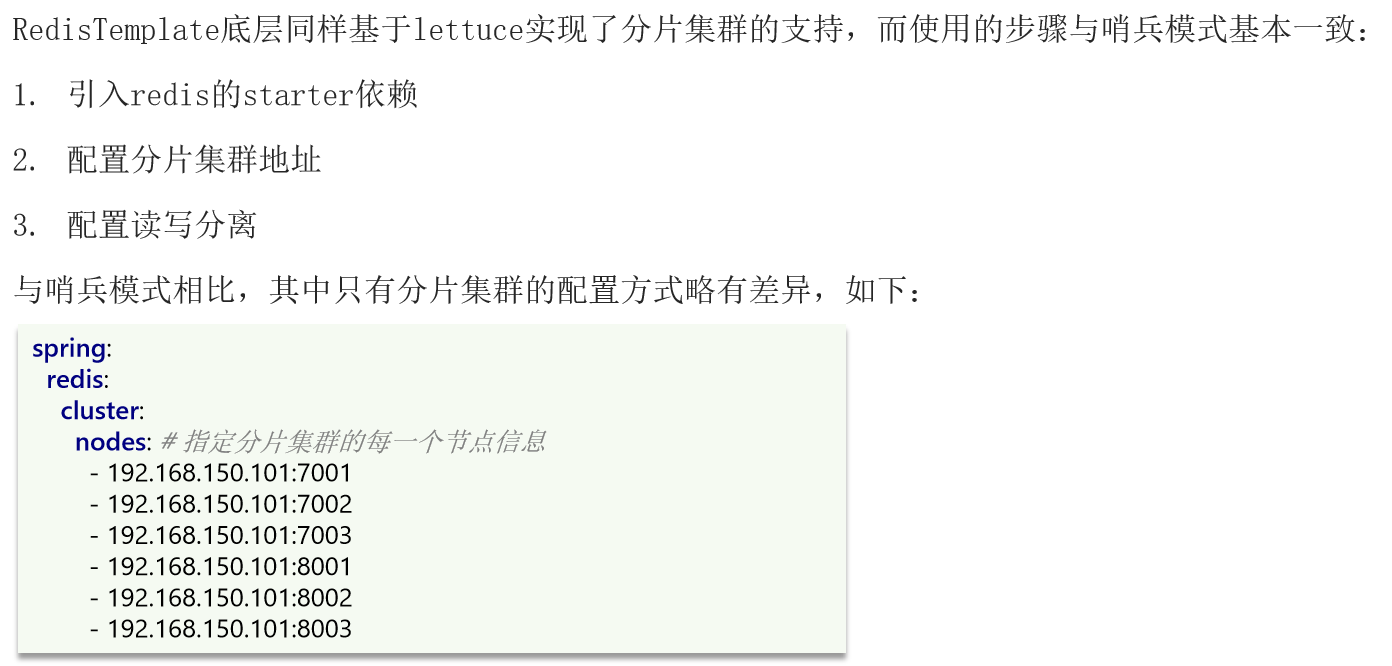 RedisTemplate底层同样基于lettuce实现了分片集群的支持，而使用的步骤与哨兵模式基本一致：
1. 引入redis的starter依赖
2. 配置分片集群地址
3. 配置读写分离
与哨兵模式相比，其中只有分片集群的配置方式略有差异，如下：
spring:
  redis:
    cluster:
      nodes: # 指定分片集群的每一个节点信息
        - 192.168.150.101:7001
        - 192.168.150.101:7002
        - 192.168.150.101:7003
        - 192.168.150.101:8001
        - 192.168.150.101:8002
        - 192.168.150.101:8003